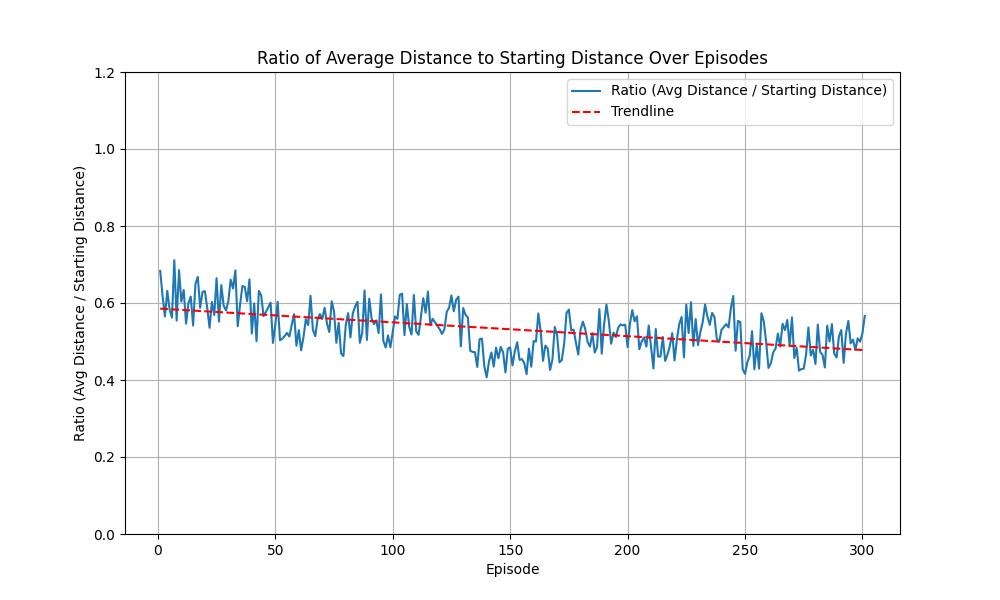 Ratio of Average Distance to Starting Distance Over Episodes
Ratio (Avg Distance / Starting Distance)
Trendline
Ratio (Avg Distance / Starting Distance)
1.2
1.0
0.8
0.6
0.4
0.2
0.0
0 50 100 150 200 250 300
Episode